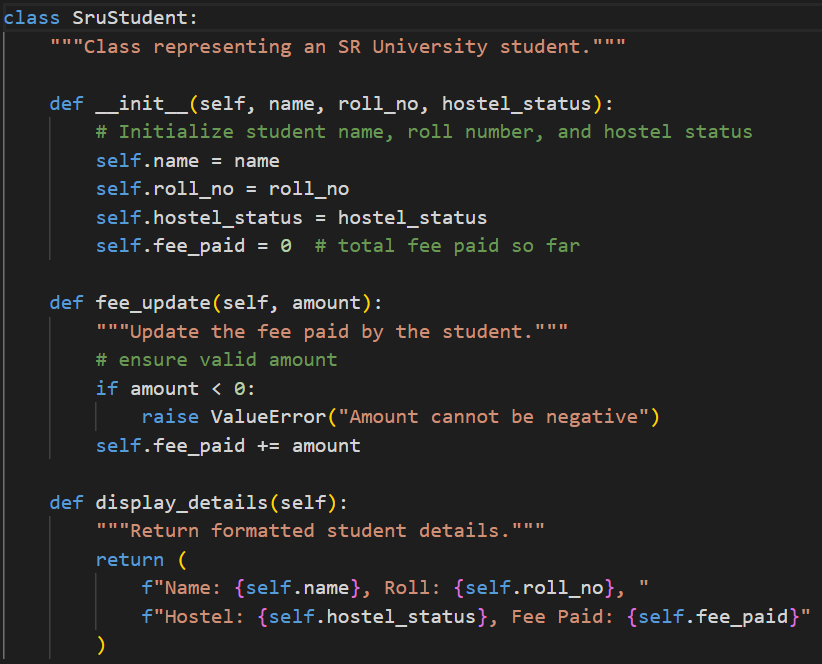 class SruStudent:
    """Class representing an SR University student."""
    def __init__(self, name, roll_no, hostel_status):
        # Initialize student name, roll number, and hostel status
        self.name = name
        self.roll_no = roll_no
        self.hostel_status = hostel_status
        self.fee_paid = 0  # total fee paid so far
    def fee_update(self, amount):
        """Update the fee paid by the student."""
        # ensure valid amount
        if amount < 0:
            raise ValueError("Amount cannot be negative")
        self.fee_paid += amount
    def display_details(self):
        """Return formatted student details."""
        return (
            f"Name: {self.name}, Roll: {self.roll_no}, "
            f"Hostel: {self.hostel_status}, Fee Paid: {self.fee_paid}"
        )